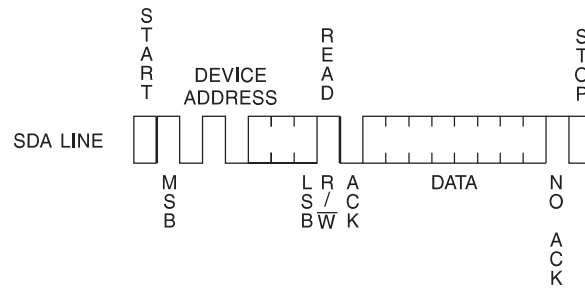 START
DEVICE
ADDRESS
READ
STOP
SDA LINE
MSB
LSB
R/W
ACK
DATA
NO ACK